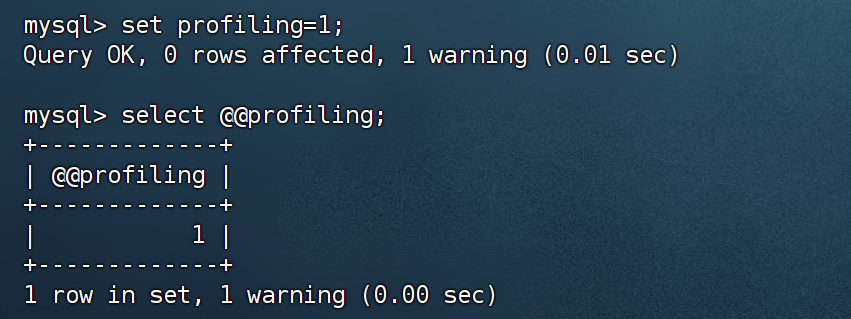 mysql> set profiling=1;
Query OK, 0 rows affected, 1 warning (0.01 sec)
mysql> select @@profiling;
+-------------+
| @@profiling |
+-------------+
|           1 |
+-------------+
1 row in set, 1 warning (0.00 sec)